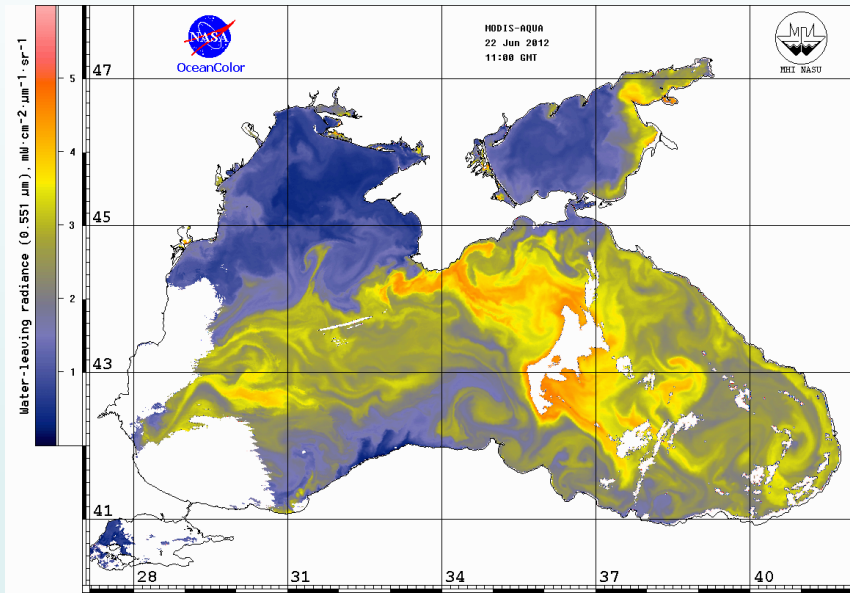 NASA
OceanColor
MODIS-AQUA
22 Jun 2012
11:00 GMT
MHI NASU
Water-leaving radiance (0.551 μm), mW·cm-2·μm-1·sr-1
5
4
3
2
1
47
45
43
41
28
31
34
37
40